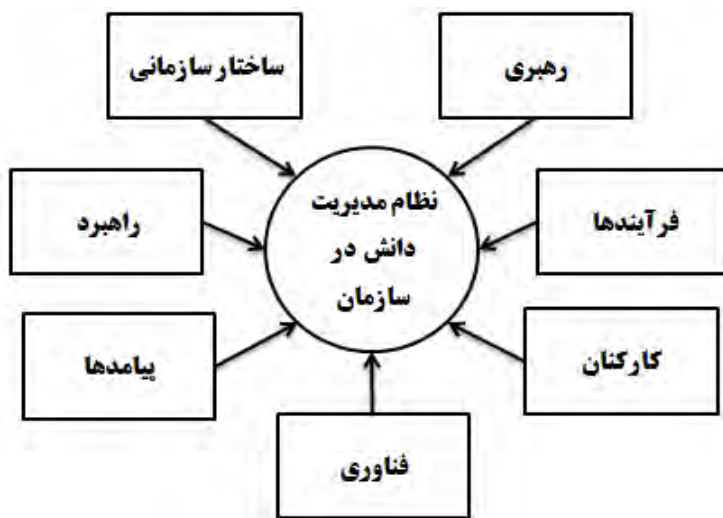 رهبری
ساختار سازمانی
فرآیندها
راهبرد
نظام مدیریت
دانش در
سازمان
کارکنان
پیامدها
فناوری